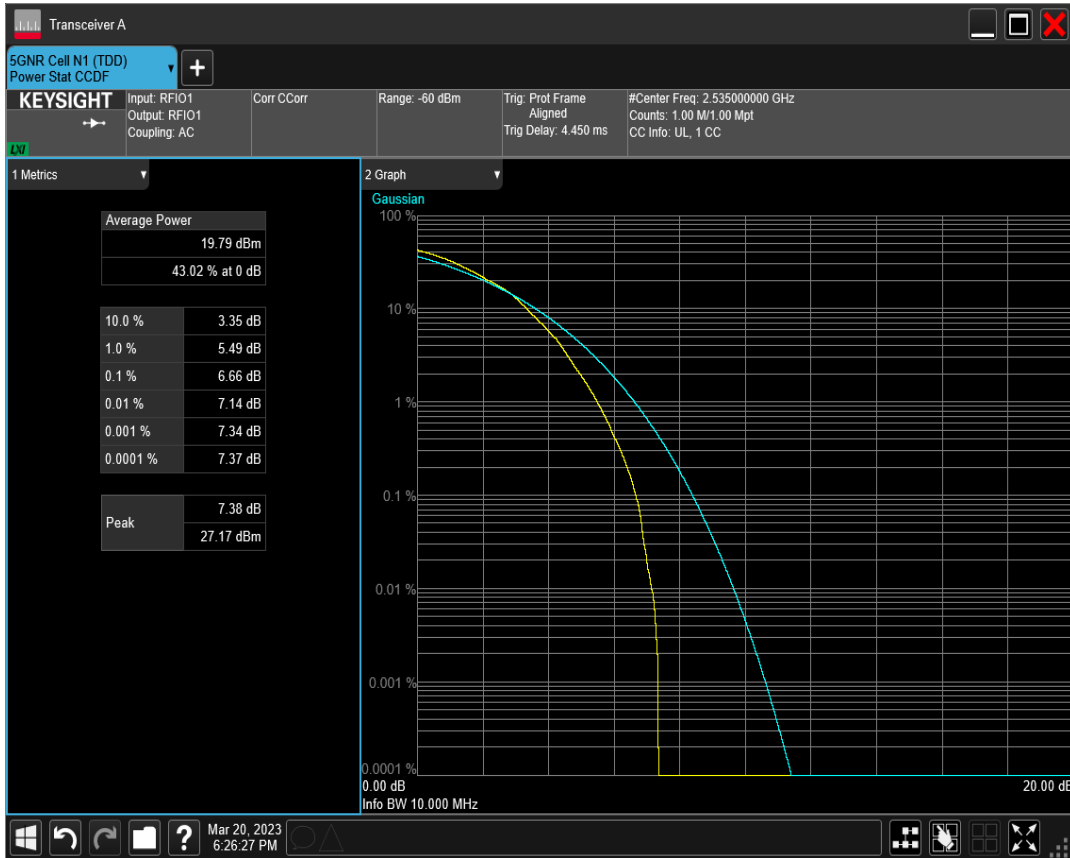 Transceiver A
5GNR Cell N1 (TDD)
Power Stat CCDF
+
KEYSIGHT
LXI
Input: RFIO1
Output: RFIO1
Coupling: AC
Corr CCorr
Range: -60 dBm
Trig: Prot Frame
Aligned
Trig Delay: 4.450 ms
#Center Freq: 2.535000000 GHz
Counts: 1.00 M/1.00 Mpt
CC Info: UL, 1 CC
1 Metrics
Average Power
19.79 dBm
43.02 % at 0 dB
10.0 % 3.35 dB
1.0 % 5.49 dB
0.1 % 6.66 dB
0.01 % 7.14 dB
0.001 % 7.34 dB
0.0001 % 7.37 dB
Peak 7.38 dB
27.17 dBm
2 Graph
Gaussian
100 %
10 %
1 %
0.1 %
0.01 %
0.001 %
0.0001 %
0.00 dB 20.00 dB
Info BW 10.000 MHz
?
Mar 20, 2023
6:26:27 PM